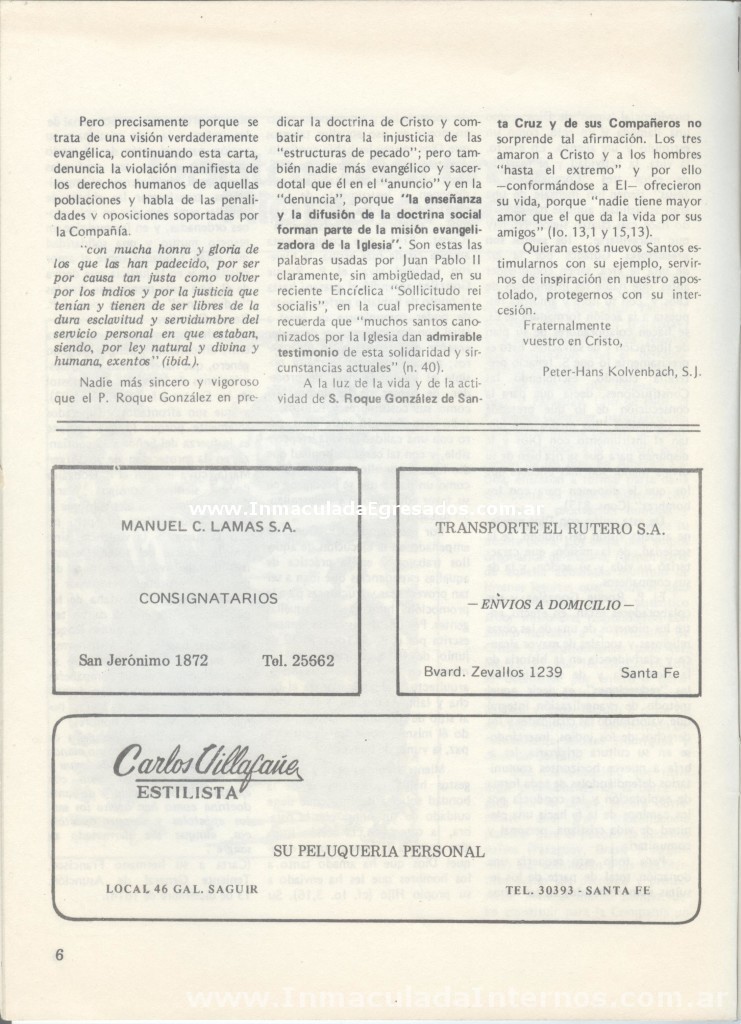 Pero precisamente porque se
trata de una visión verdaderamente
evangélica, continuando esta carta,
denuncia la violación manifiesta de
los derechos humanos de aquellas
poblaciones y habla de las penali-
dades y oposiciones soportadas por
la Compañía.
"con mucha honra y gloria de
los que las han padecido, por ser
por causa tan justa como volver
por los indios y por la justicia que
tenían y tienen de ser libres de la
dura esclavitud y servidumbre del
servicio personal en que estaban,
siendo, por ley natural y divina y
humana, exentos" (ibid.).
Nadie más sincero y vigoroso
que el P. Roque González en pre-
dicar la doctrina de Cristo y com-
batir contra la injusticia de las
"estructuras de pecado"; pero tam-
bién nadie más evangélico y sacer-
dotal que él en el "anuncio" y en la
"denuncia", porque "la enseñanza
y la difusión de la doctrina social
forman parte de la misión evangeli-
zadora de la Iglesia". Son estas las
palabras usadas por Juan Pablo II
claramente, sin ambigüedad, en su
reciente Encíclica "Sollicitudo rei
socialis", en la cual precisamente
recuerda que "muchos santos cano-
nizados por la Iglesia dan admirable
testimonio de esta solidaridad y sir-
cunstancias actuales" (n. 40).
A la luz de la vida y de la acti-
vidad de S. Roque González de San-
ta Cruz y de sus Compañeros no
sorprende tal afirmación. Los tres
amaron a Cristo y a los hombres
"hasta el extremo" y por ello
—conformándose a El— ofrecieron
su vida, porque "nadie tiene mayor
amor que el que da la vida por sus
amigos" (Io. 13,1 y 15,13).
Quieran estos nuevos Santos es-
timularnos con su ejemplo, servir-
nos de inspiración en nuestro apos-
tolado, protegernos con su inter-
cesión.
Fraternalmente
vuestro en Cristo,
Peter-Hans Kolvenbach, S.J.
www.InmaculadaEgresados.com.ar
MANUEL C. LAMAS S.A.
CONSIGNATARIOS
San Jerónimo 1872 Tel. 25662
TRANSPORTE EL RUTERO S.A.
— ENVIOS A DOMICILIO —
Bvard. Zevallos 1239 Santa Fe
Carlos Villafañe
ESTILISTA
SU PELUQUERIA PERSONAL
LOCAL 46 GAL. SAGUIR TEL. 30393 - SANTA FE
6
www.InmaculadaInternos.com.ar